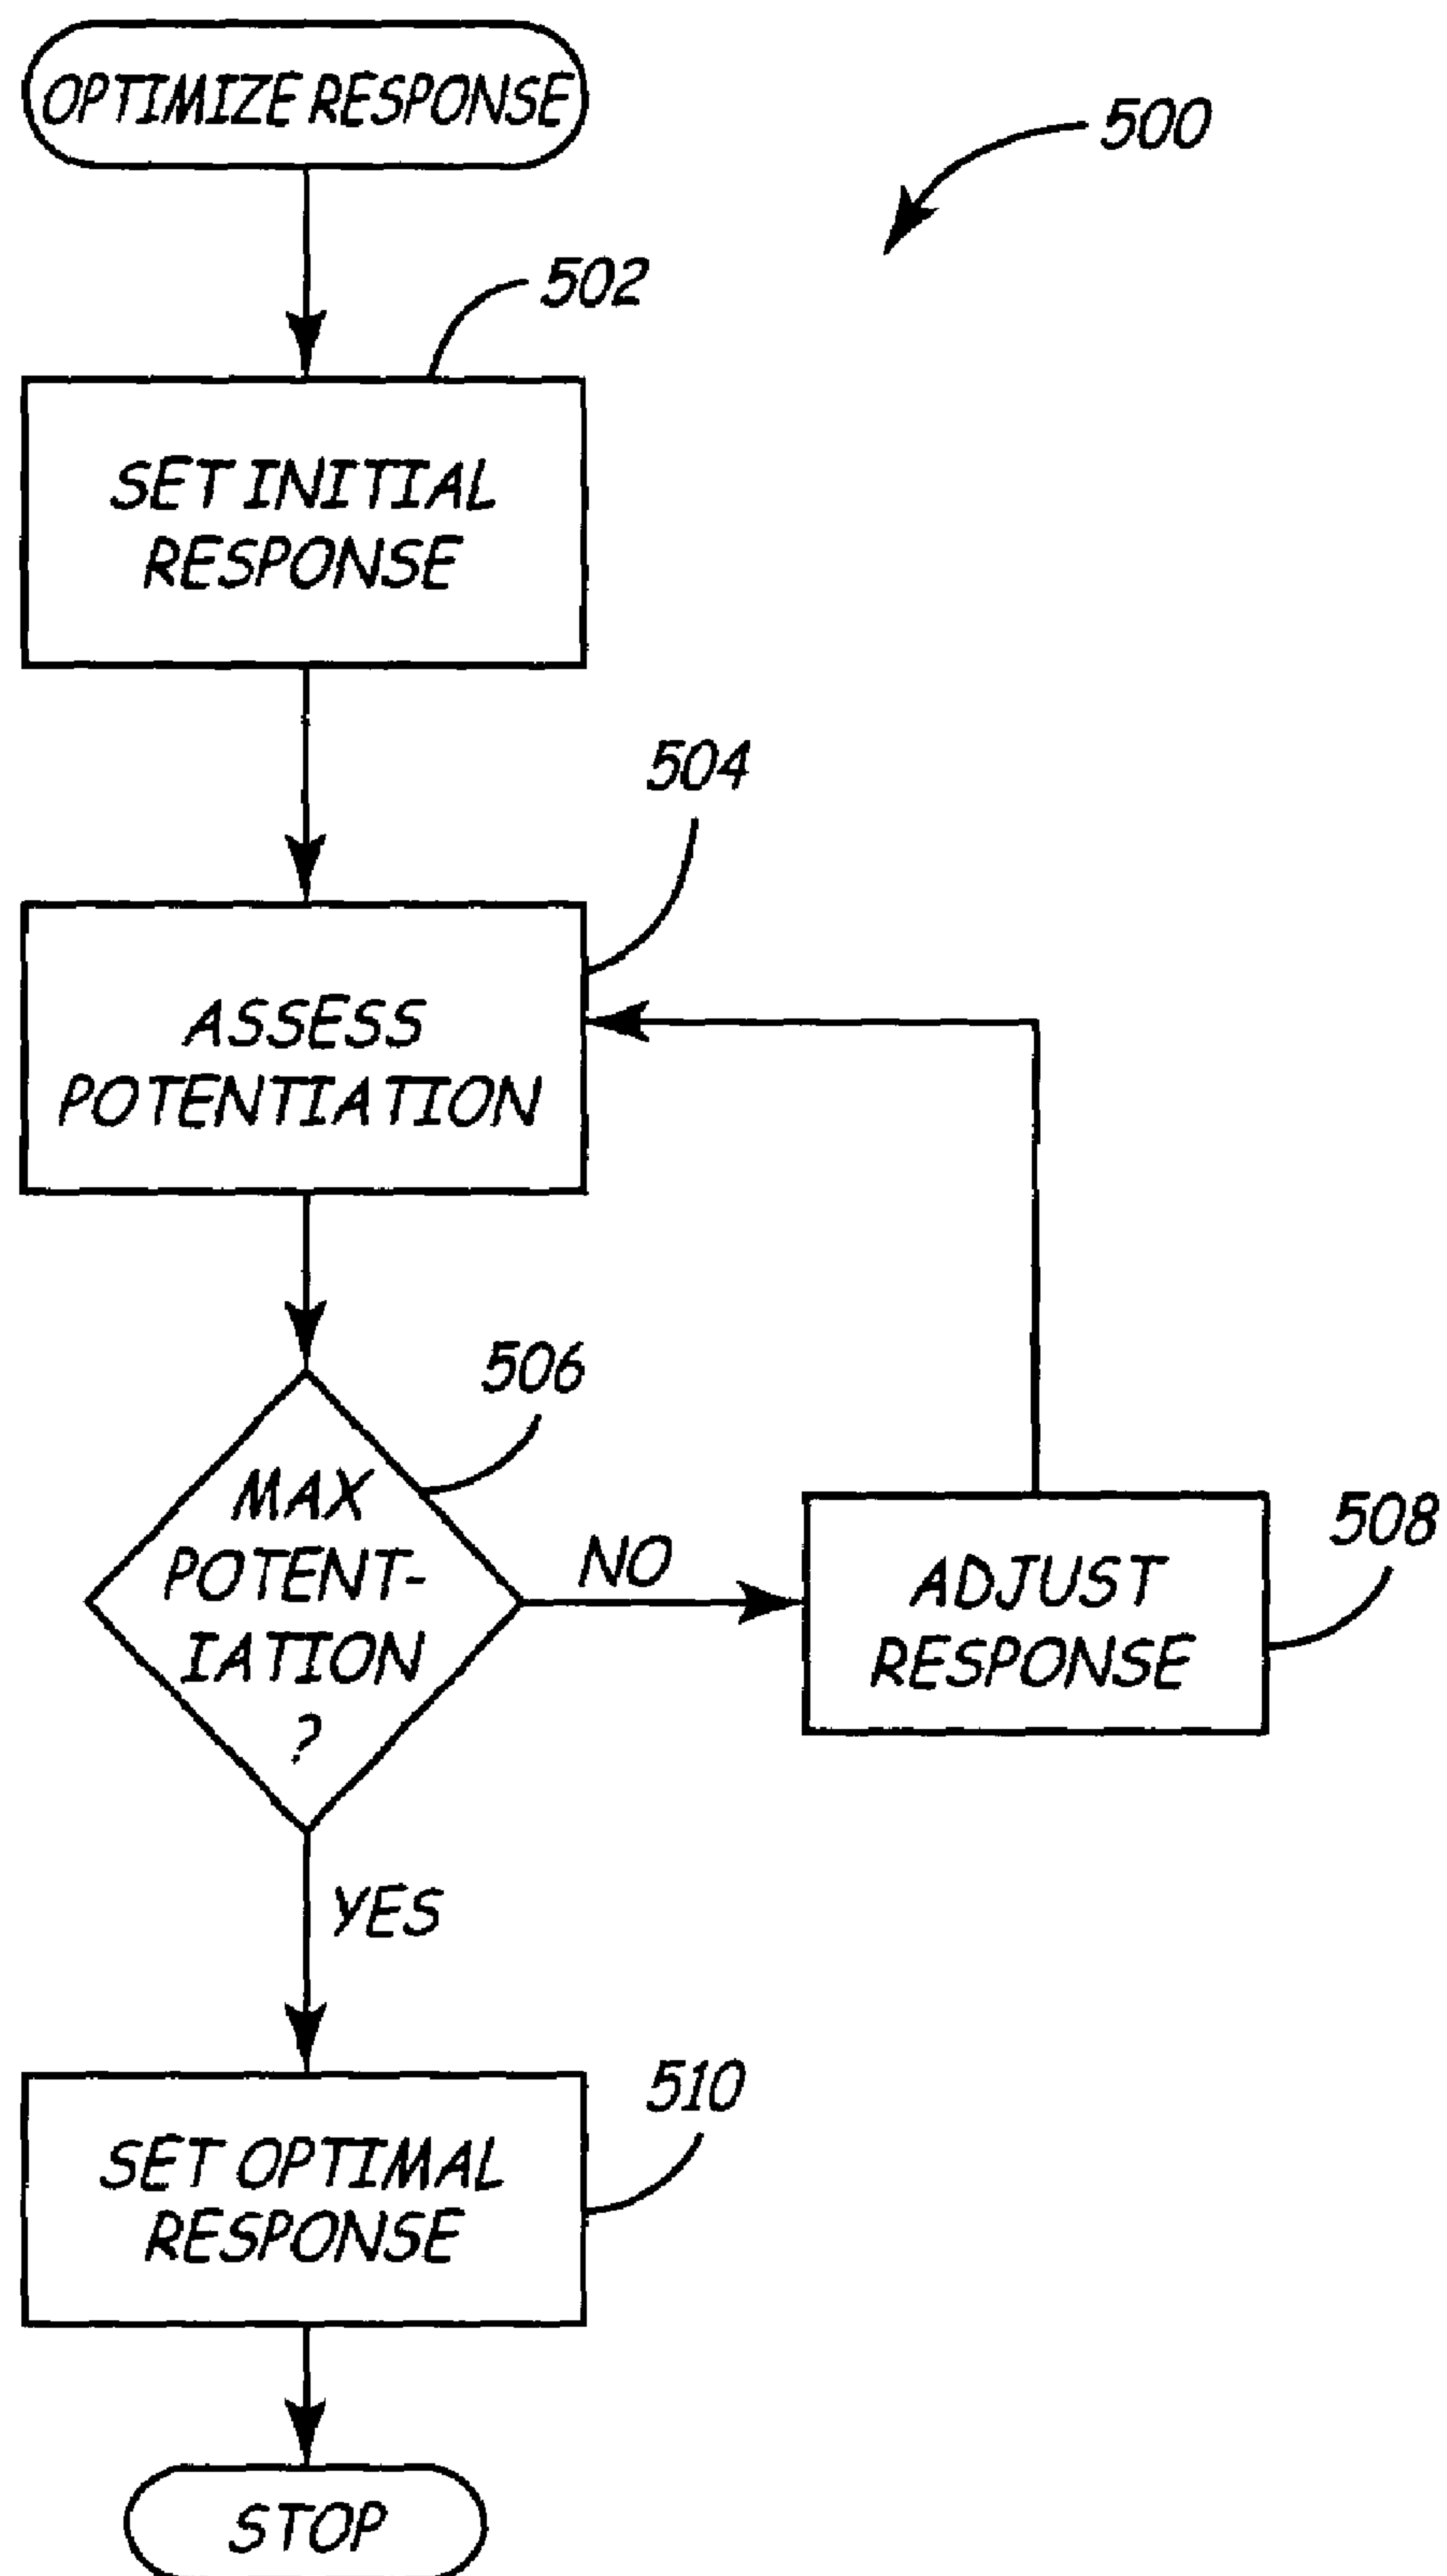 OPTIMIZE RESPONSE
500
502
SET INITIAL
RESPONSE
504
ASSESS
POTENTIATION
506
MAX
POTENT-
IATION
?
NO
508
ADJUST
RESPONSE
YES
510
SET OPTIMAL
RESPONSE
STOP